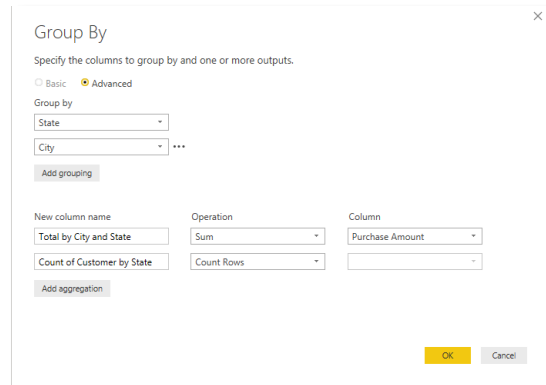 Group By
Specify the columns to group by and one or more outputs.
Basic Advanced
Group by
State
City
Add grouping
New column name Operation Column
Total by City and State Sum Purchase Amount
Count of Customer by State Count Rows
Add aggregation
OK Cancel